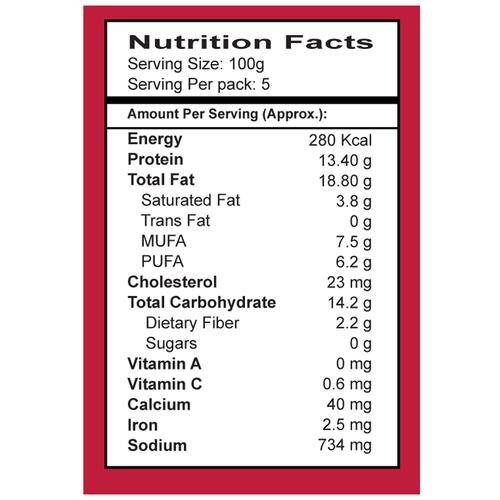 Nutrition Facts
Serving Size: 100g
Serving Per pack: 5
Amount Per Serving (Approx.):
Energy 280 Kcal
Protein 13.40 g
Total Fat 18.80 g
Saturated Fat 3.8 g
Trans Fat 0 g
MUFA 7.5 g
PUFA 6.2 g
Cholesterol 23 mg
Total Carbohydrate 14.2 g
Dietary Fiber 2.2 g
Sugars 0 g
Vitamin A 0 mg
Vitamin C 0.6 mg
Calcium 40 mg
Iron 2.5 mg
Sodium 734 mg